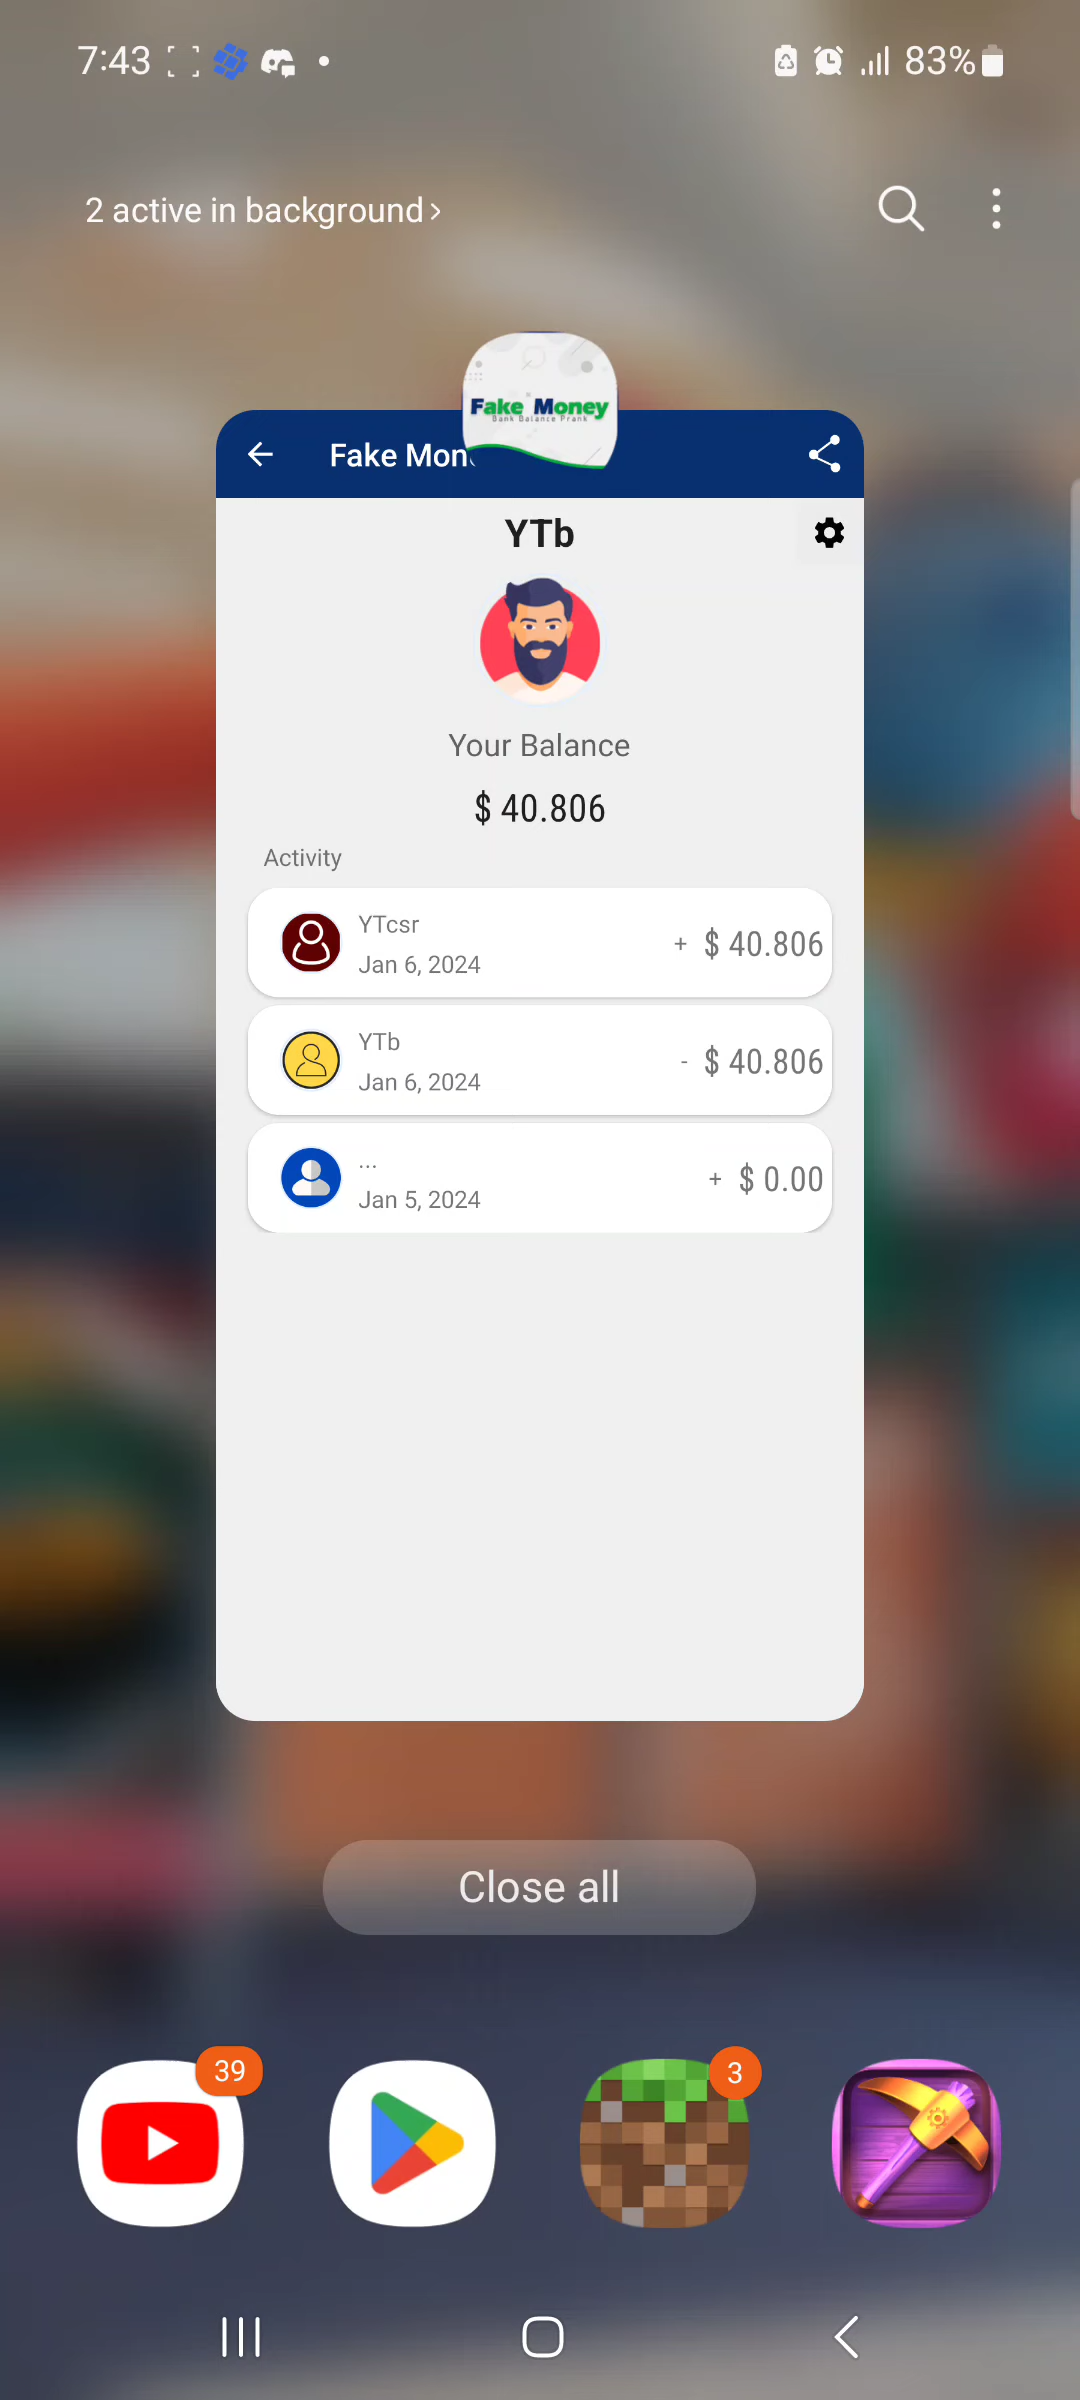 7:43
83%
2 active in background
Fake Money
Bank Balance Prank
Fake Mon
YTb
Your Balance
$ 40.806
Activity
YTcsr
+ $ 40.806
Jan 6, 2024
YTb
- $ 40.806
Jan 6, 2024
...
+ $ 0.00
Jan 5, 2024
Close all
39
3